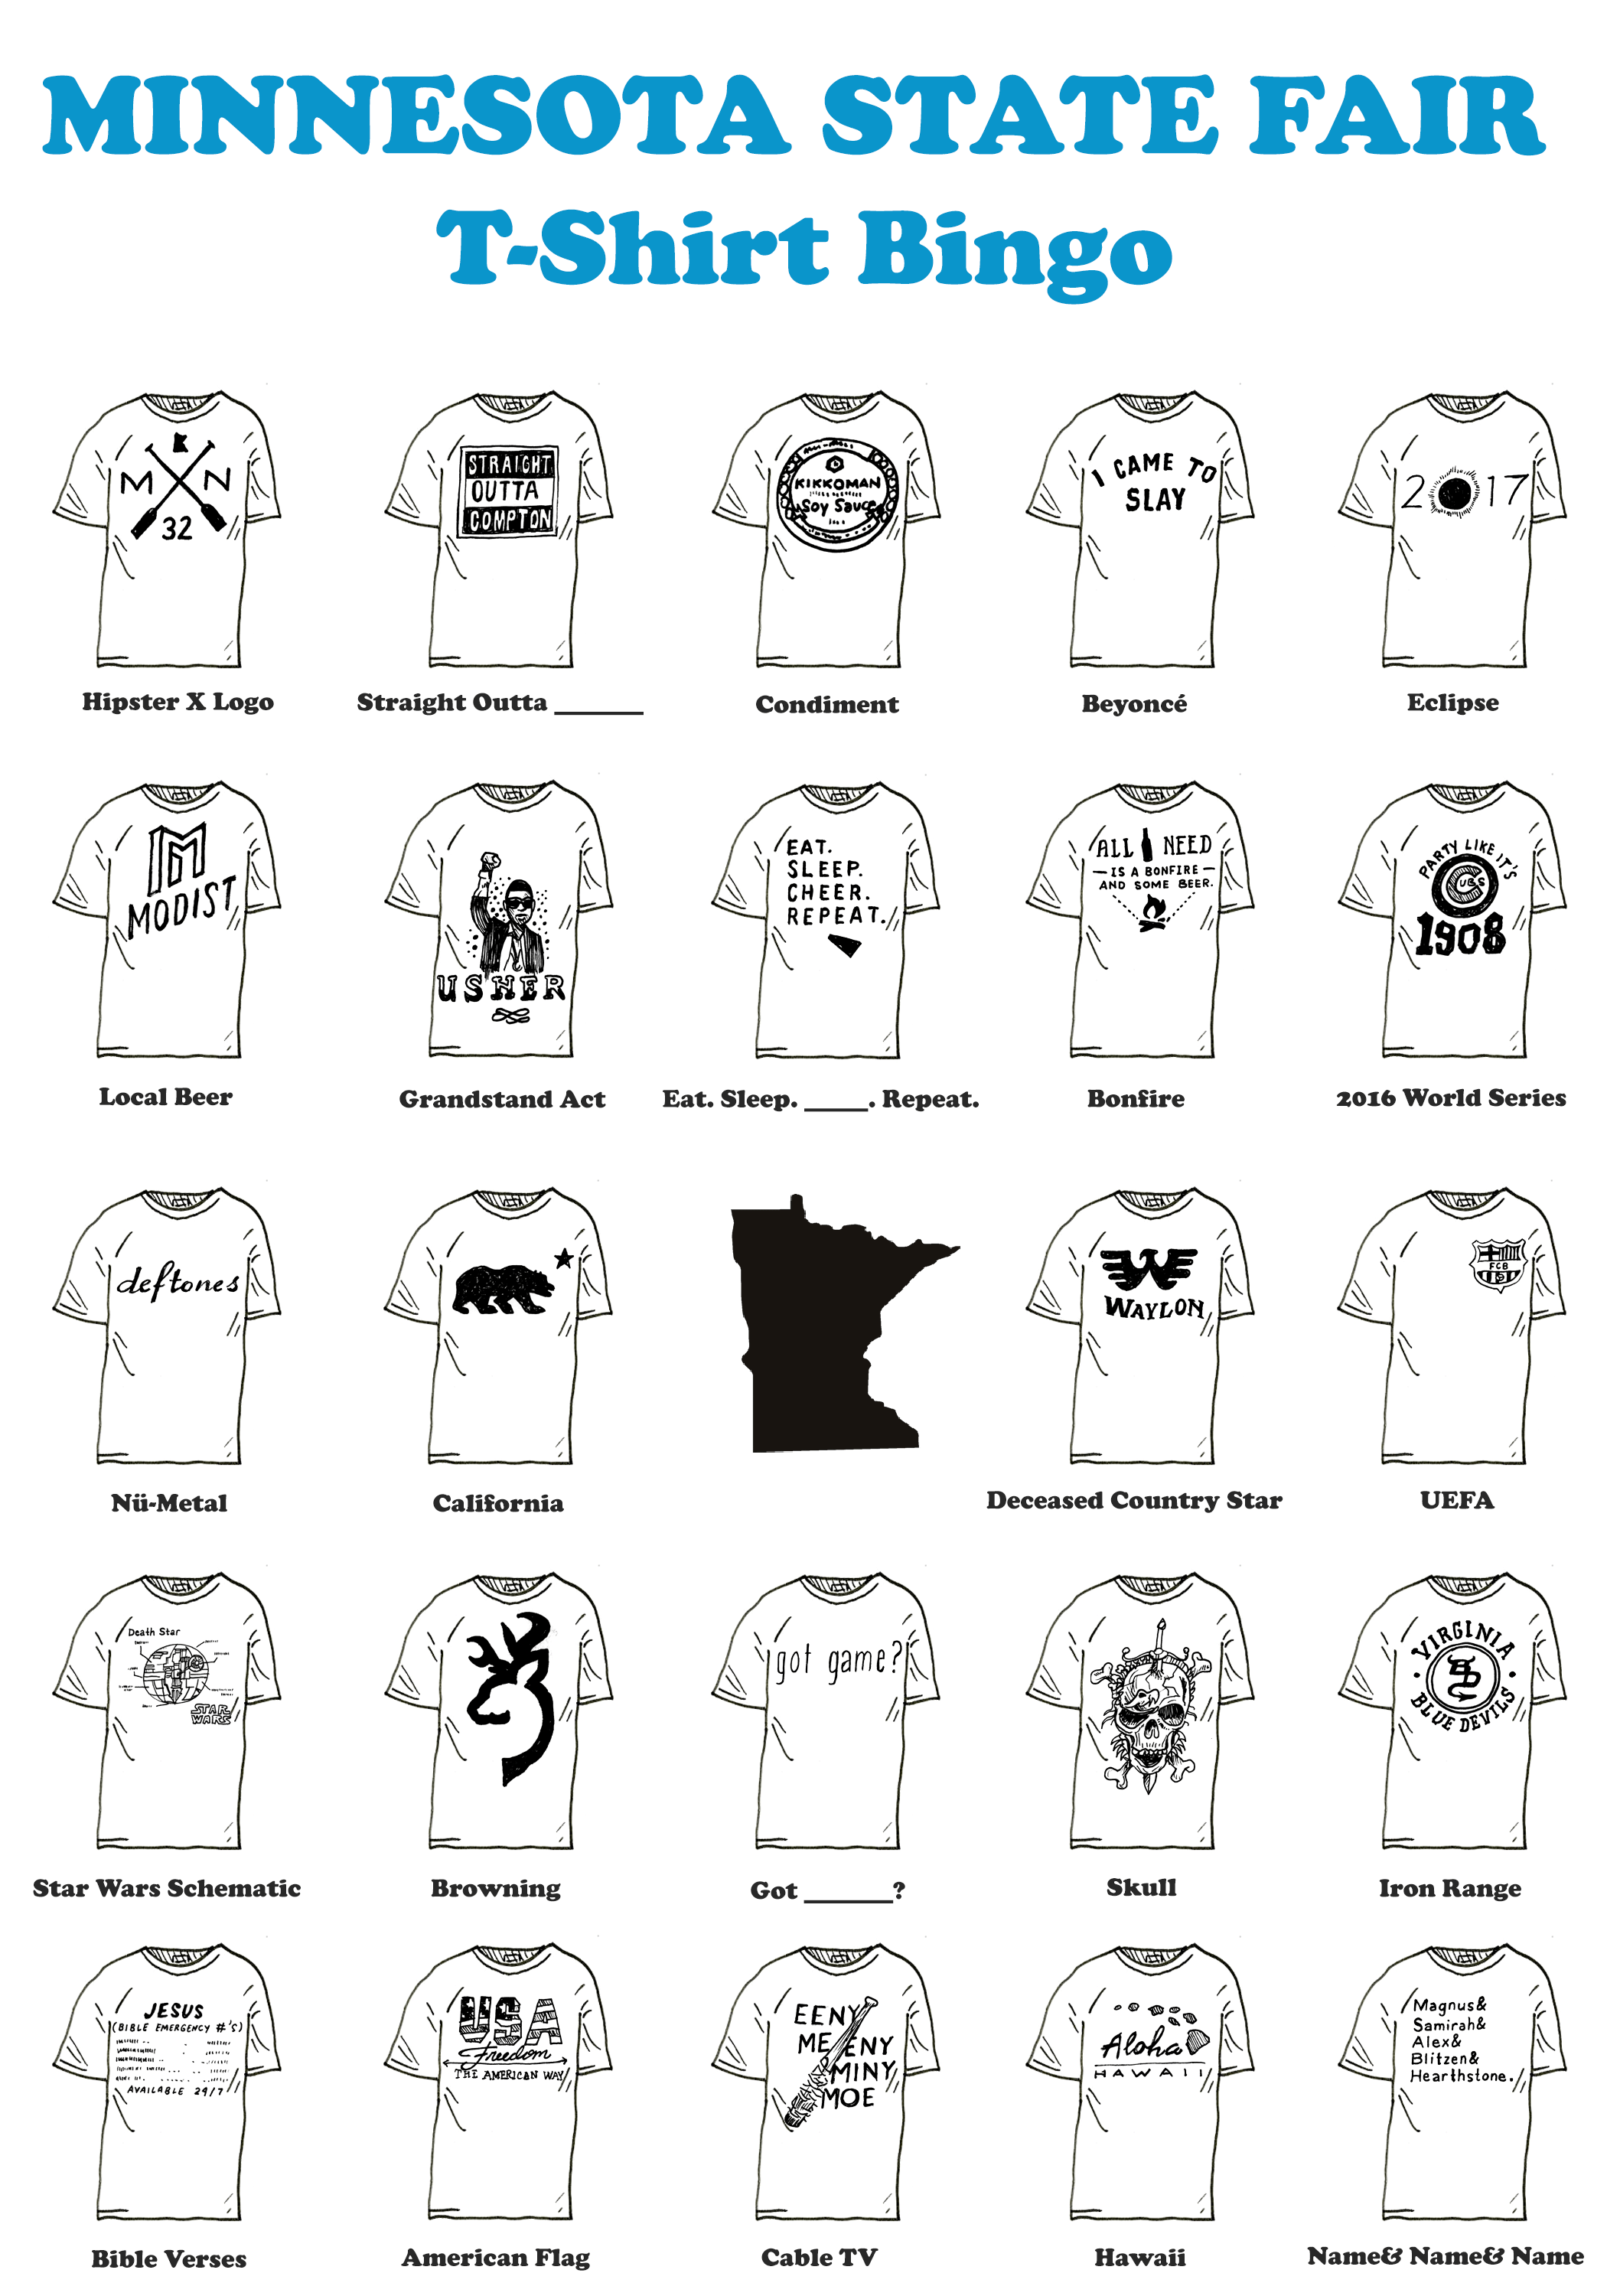 MINNESOTA STATE FAIR
T-Shirt Bingo
M N
32
Hipster X Logo
STRAIGHT
OUTTA
COMPTON
Straight Outta _______
KIKKOMAN
Soy Sauce
Condiment
I CAME TO
SLAY
Beyoncé
2017
Eclipse
M
MODIST
Local Beer
USHER
Grandstand Act
EAT.
SLEEP.
CHEER.
REPEAT.
Eat. Sleep. _____. Repeat.
ALL NEED
IS A BONFIRE
AND SOME BEER.
Bonfire
PARTY LIKE IT'S
CUBS
1908
2016 World Series
deftones
Nü-Metal
California
W
WAYLON
Deceased Country Star
FCB
UEFA
Death Star
STAR
WARS
Star Wars Schematic
Browning
got game?
Got _______?
Skull
VIRGINIA
BLUE DEVILS
Iron Range
JESUS
(BIBLE EMERGENCY #'S)
AVAILABLE 24/7
Bible Verses
USA
Freedom
THE AMERICAN WAY
American Flag
EENY
MEENY
MINY
MOE
Cable TV
Aloha
HAWAII
Hawaii
Magnus&
Samirah&
Alex&
Blitzen&
Hearthstone.
Name& Name& Name